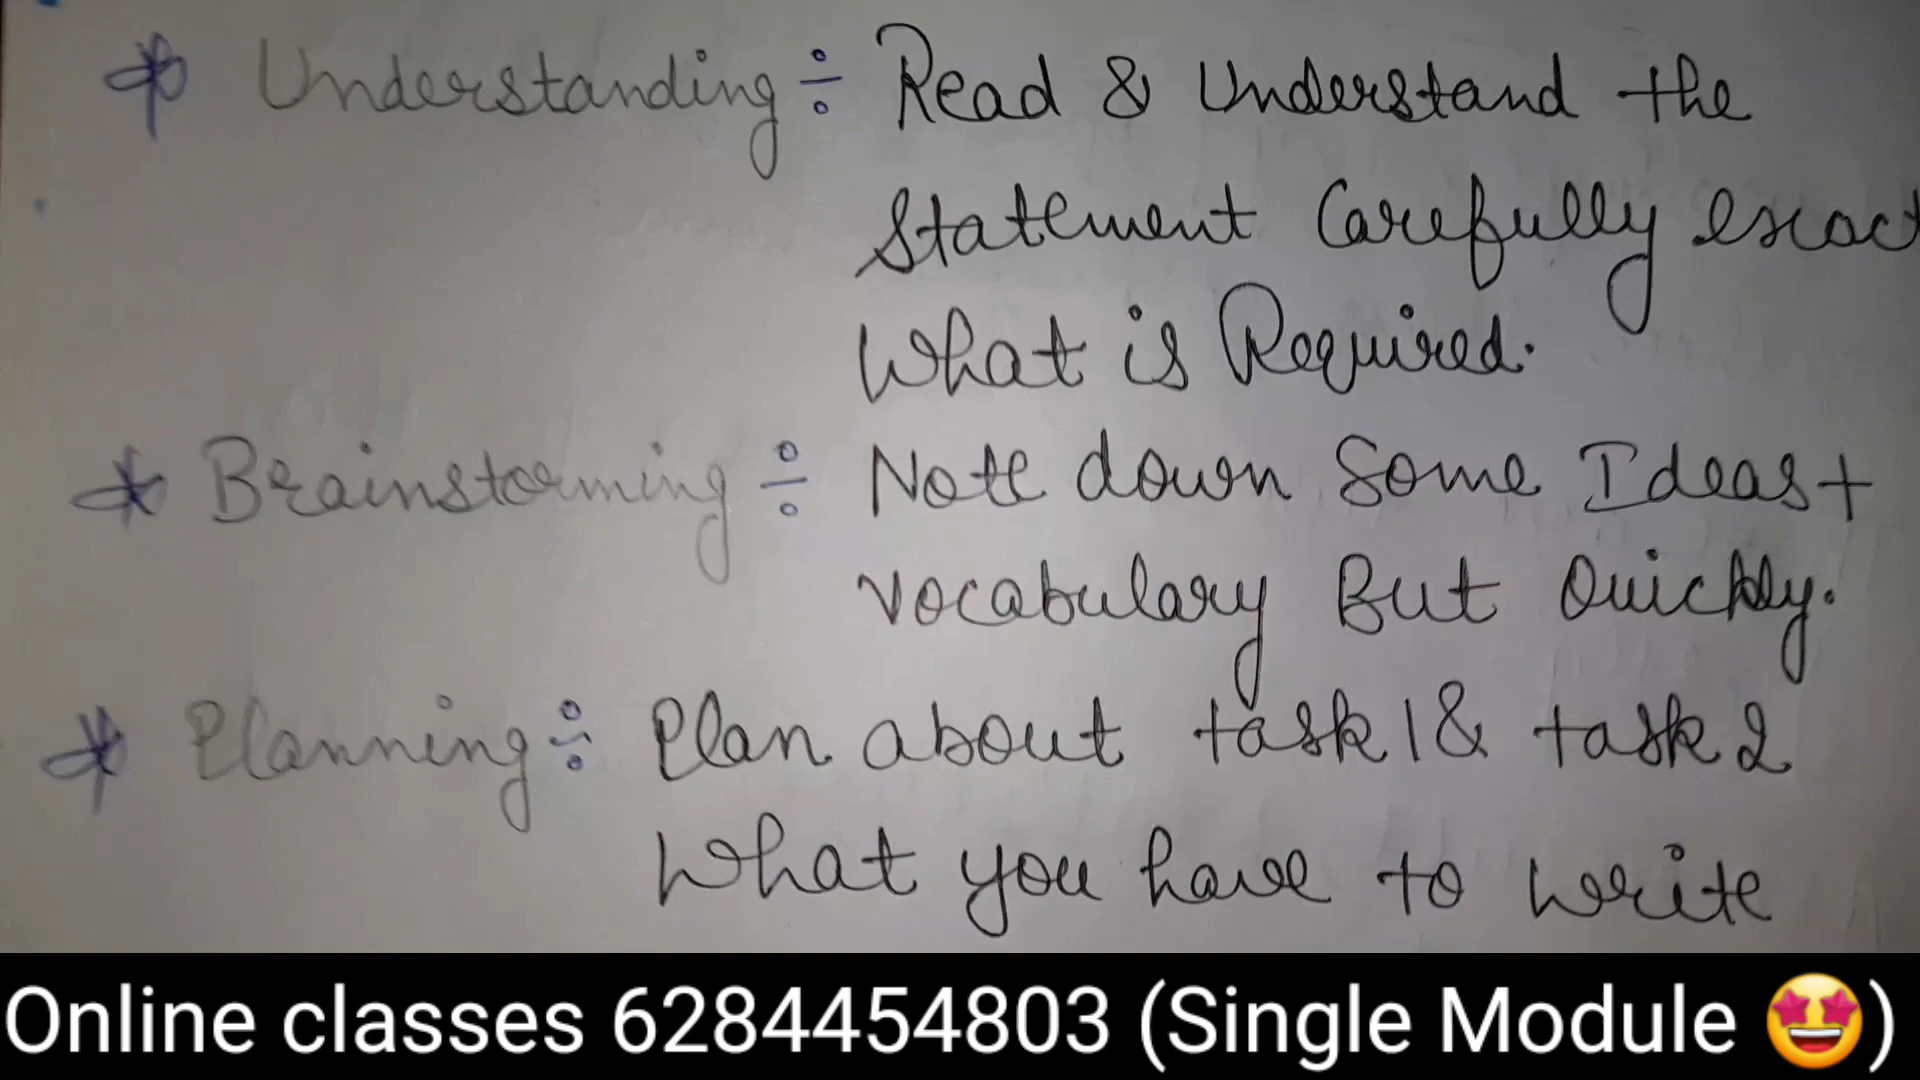 * Understanding ÷ Read & Understand the
Statement Carefully exact
What is Required.
* Brainstorming ÷ Note down Some Ideas +
vocabulary But Quickly.
* Planning ÷ Plan about task 1 & task 2
What you have to write
Online classes 6284454803 (Single Module 🤩)